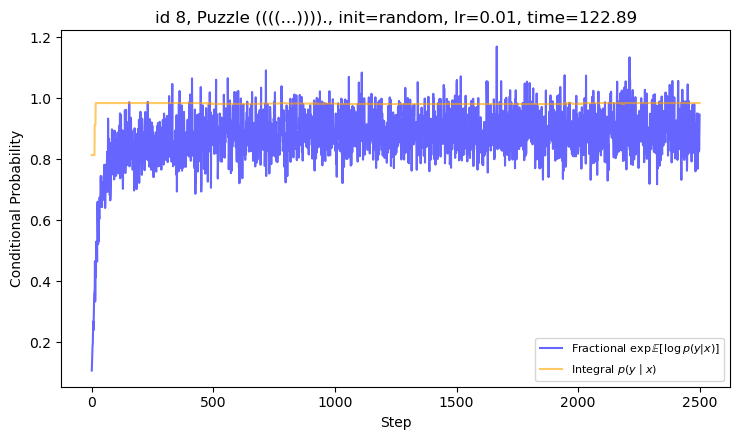 id 8, Puzzle ((((...))))., init=random, lr=0.01, time=122.89
Conditional Probability
1.2
1.0
0.8
0.6
0.4
0.2
0
500
1000
1500
2000
2500
Step
Fractional exp𝔼[log p(y|x)]
Integral p(y | x)